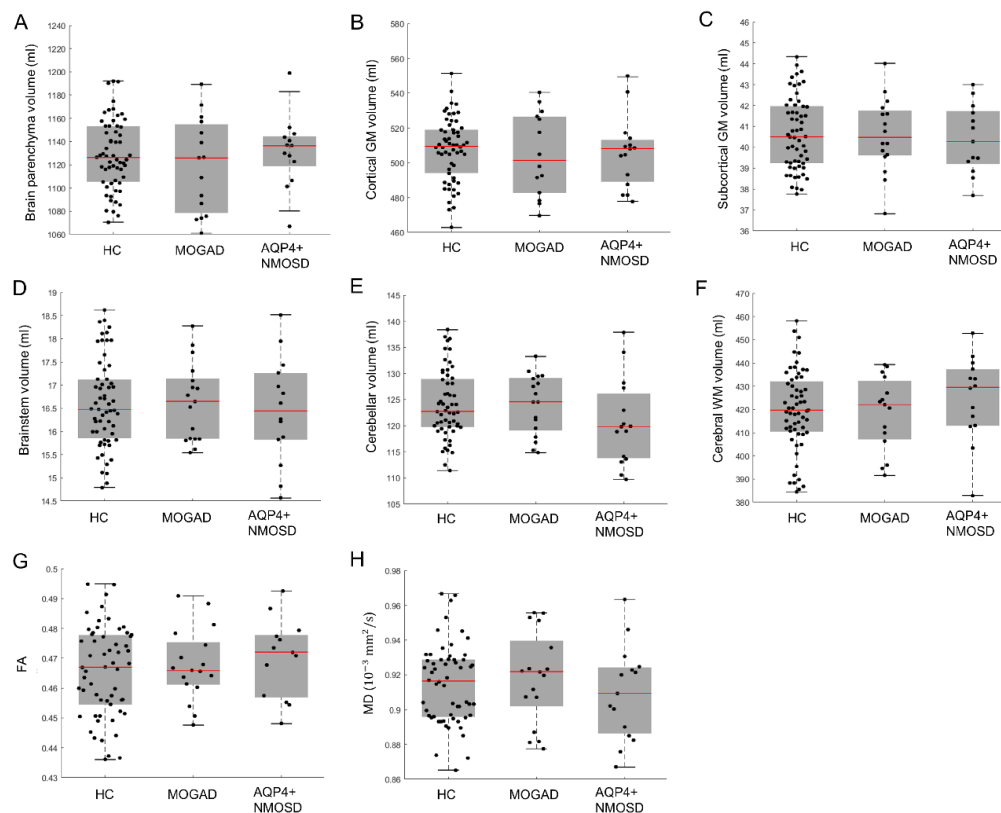 A
Brain parenchyma volume (ml)
1240
1220
1200
1180
1160
1140
1120
1100
1080
1060
HC
MOGAD
AQP4+
NMOSD
B
Cortical GM volume (ml)
580
560
540
520
500
480
460
HC
MOGAD
AQP4+
NMOSD
C
Subcortical GM volume (ml)
46
45
44
43
42
41
40
39
38
37
36
HC
MOGAD
AQP4+
NMOSD
D
Brainstem volume (ml)
19
18.5
18
17.5
17
16.5
16
15.5
15
14.5
HC
MOGAD
AQP4+
NMOSD
E
Cerebellar volume (ml)
145
140
135
130
125
120
115
110
105
HC
MOGAD
AQP4+
NMOSD
F
Cerebral WM volume (ml)
470
460
450
440
430
420
410
400
390
380
HC
MOGAD
AQP4+
NMOSD
G
FA
0.5
0.49
0.48
0.47
0.46
0.45
0.44
0.43
HC
MOGAD
AQP4+
NMOSD
H
MD (10⁻³ mm²/s)
0.98
0.96
0.94
0.92
0.9
0.88
0.86
HC
MOGAD
AQP4+
NMOSD